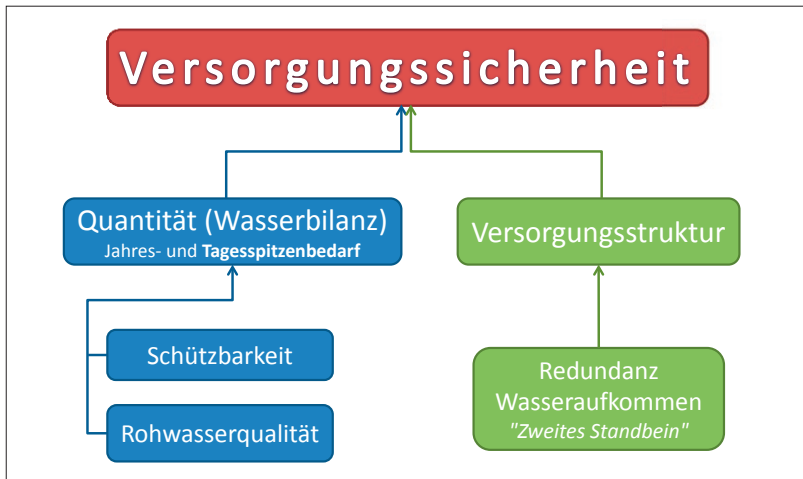 Versorgungssicherheit
Quantität (Wasserbilanz)
Jahres- und Tagesspitzenbedarf
Versorgungsstruktur
Schützbarkeit
Rohwasserqualität
Redundanz
Wasseraufkommen
"Zweites Standbein"